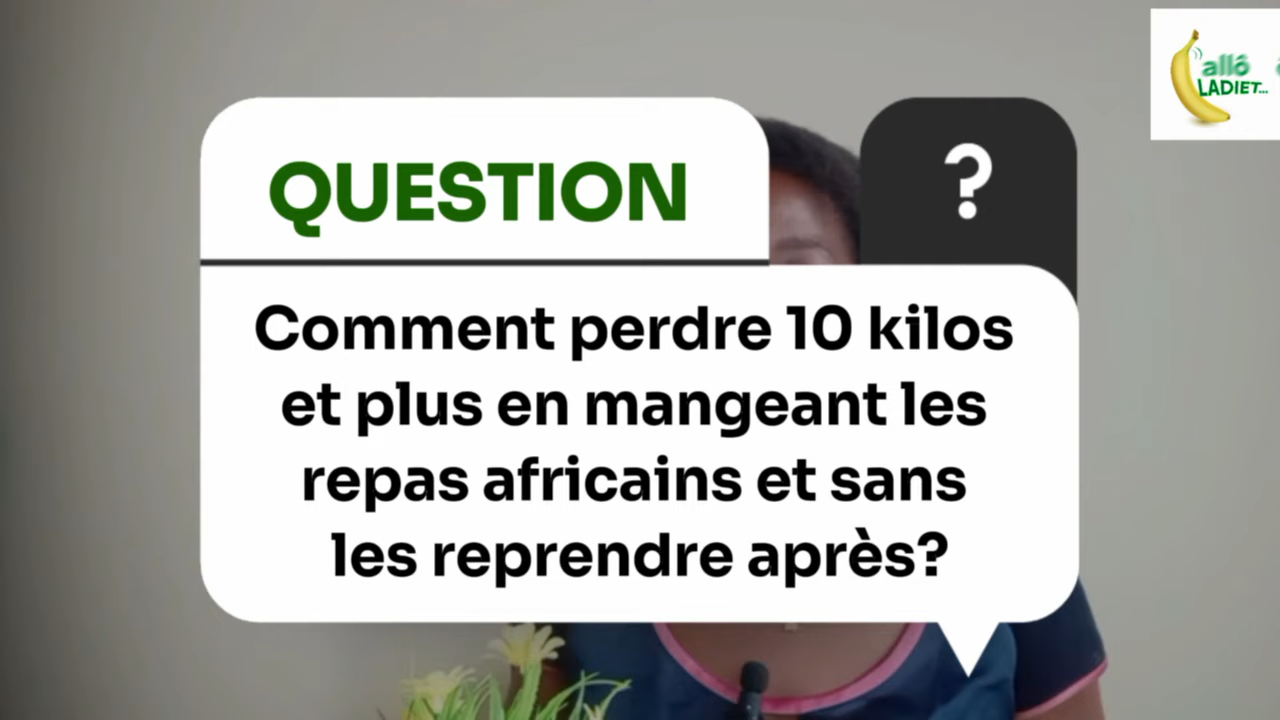 allô
LADIET...
QUESTION
?
Comment perdre 10 kilos
et plus en mangeant les
repas africains et sans
les reprendre après?